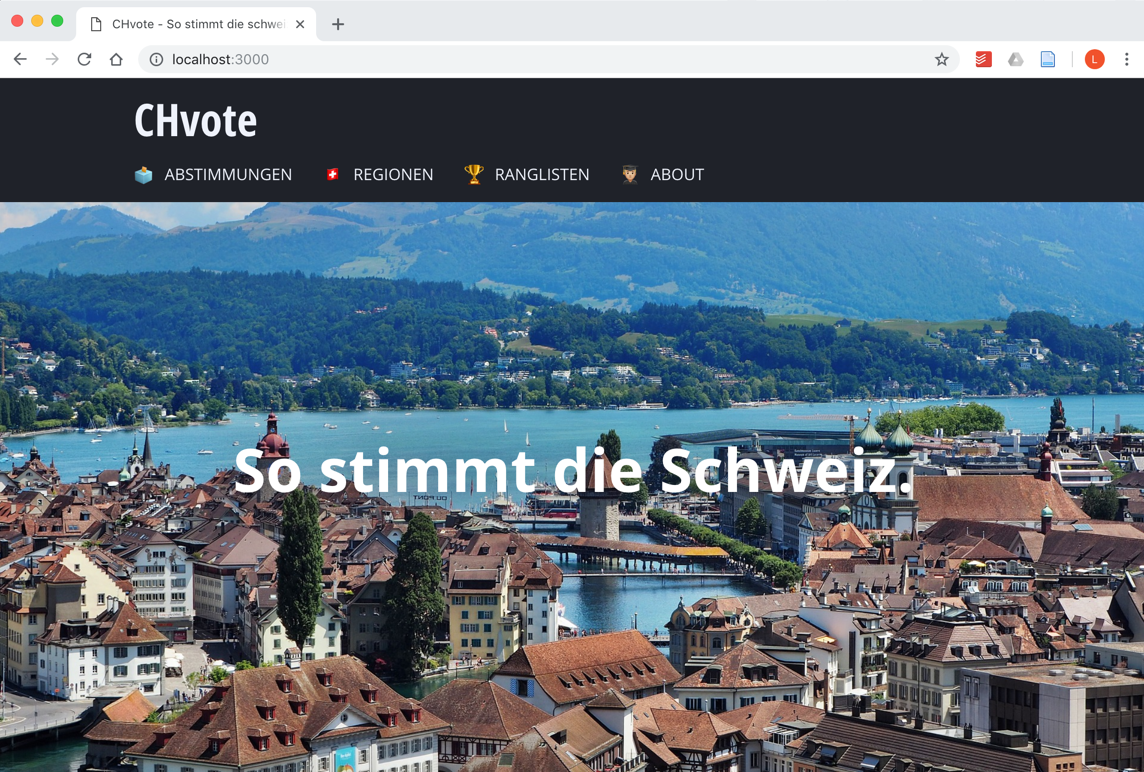 CHvote - So stimmt die schwei
localhost:3000
L
CHvote
ABSTIMMUNGEN REGIONEN RANGLISTEN ABOUT
So stimmt die Schweiz.